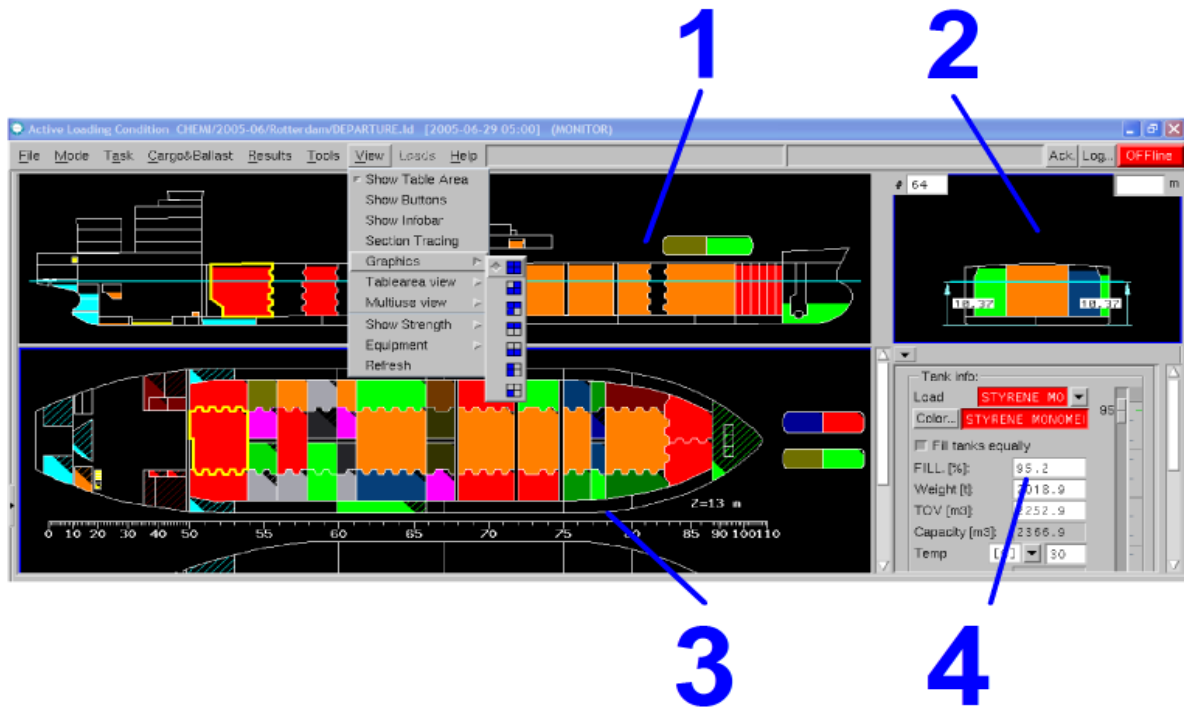 1 2
Active Loading Condition CHEMI/2005-06/Rotterdam/DEPARTURE.ld [2005-06-29 05:00] (MONITOR)
File Mode Task Cargo&Ballast Results Tools View Loads Help Ack. Log... OFFline
Show Table Area
Show Buttons
Show Infobar
Section Tracing
Graphics
Tablearea view
Multiuse view
Show Strength
Equipment
Refresh
# 64 m
10.37 10.37
Z=13 m
0 10 20 30 40 50 55 60 65 70 75 80 85 90 100110
Tank info:
Load STYRENE MO
95
Color... STYRENE MONOME
Fill tanks equally
FILL. [%]: 95.2
Weight [t]: 2018.9
TOV [m3]: 2252.9
Capacity [m3]: 2366.9
Temp 30
3 4